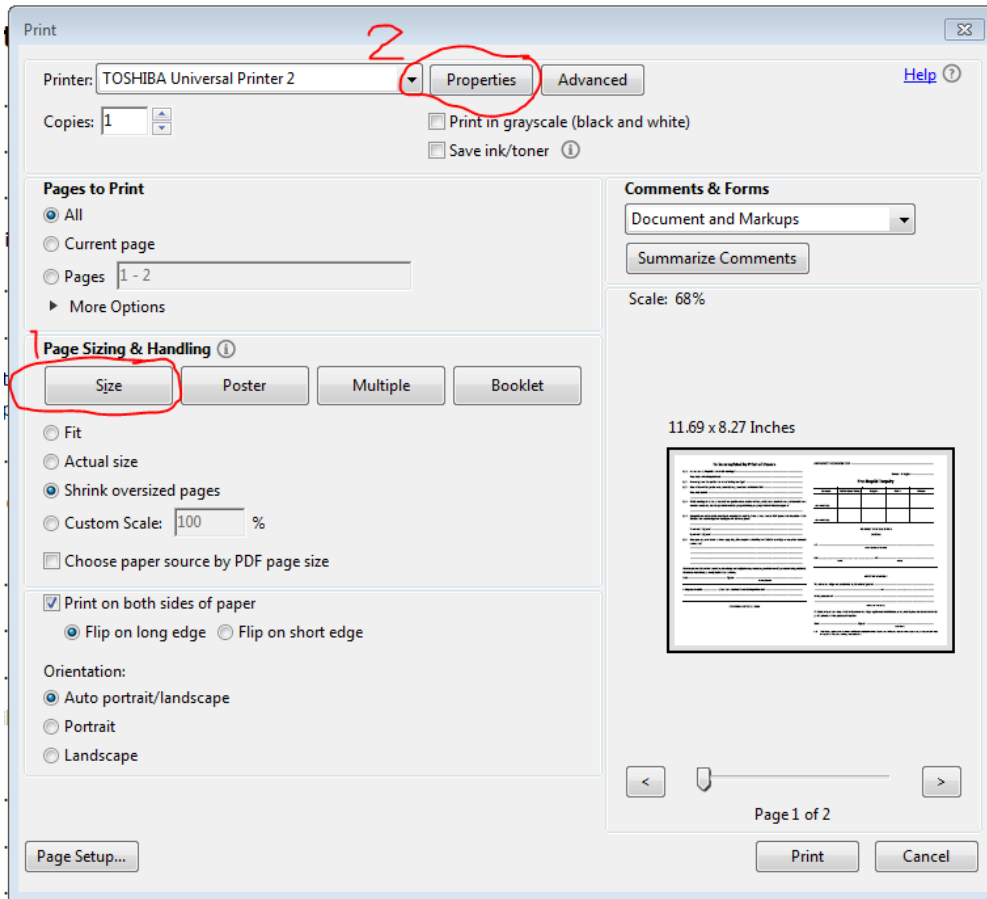 Print
2
Printer: TOSHIBA Universal Printer 2 Properties Advanced Help ?
Copies: 1 Print in grayscale (black and white)
Save ink/toner i
Pages to Print
All
Current page
Pages 1 - 2
More Options
Comments & Forms
Document and Markups
Summarize Comments
Scale: 68%
1
Page Sizing & Handling i
Size Poster Multiple Booklet
Fit
Actual size
Shrink oversized pages
Custom Scale: 100 %
Choose paper source by PDF page size
Print on both sides of paper
Flip on long edge Flip on short edge
Orientation:
Auto portrait/landscape
Portrait
Landscape
11.69 x 8.27 Inches
< >
Page 1 of 2
Page Setup... Print Cancel